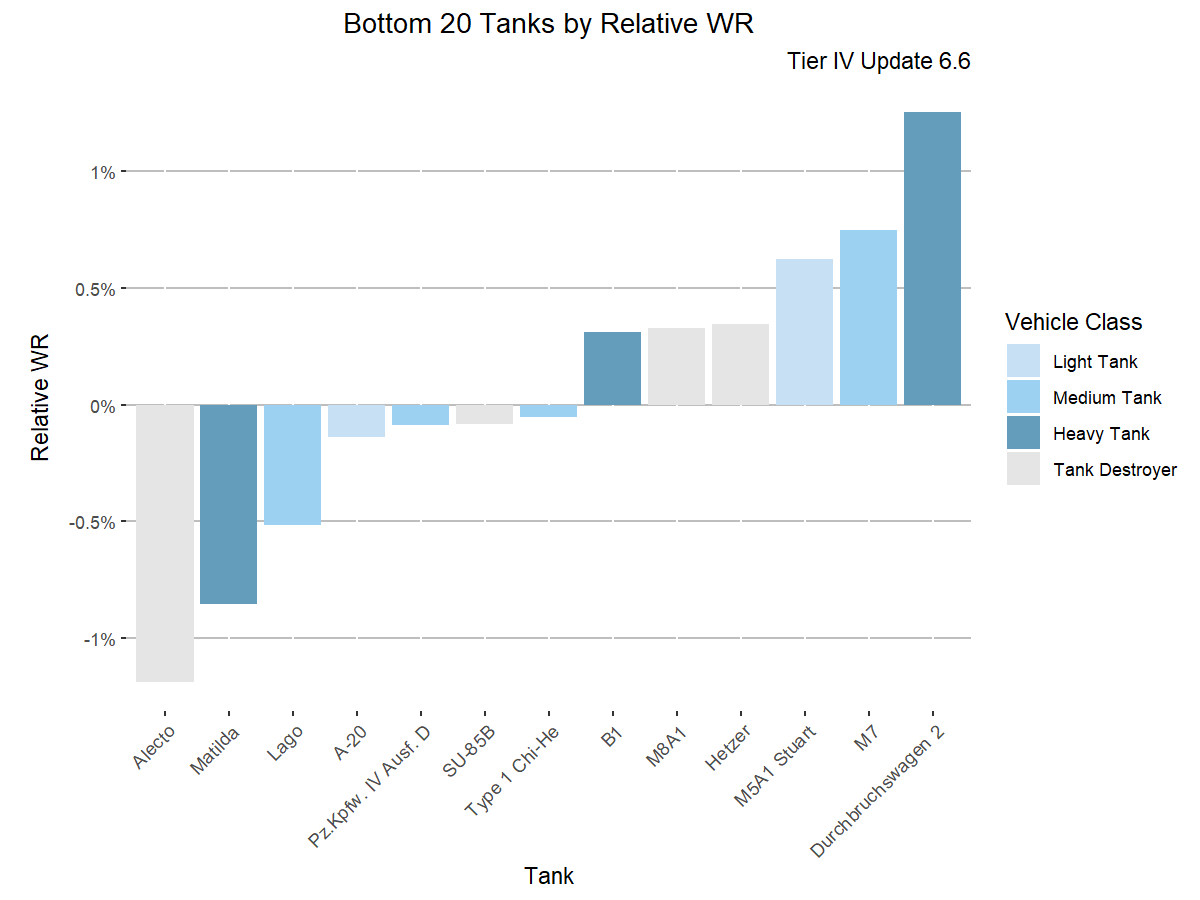 Bottom 20 Tanks by Relative WR
Tier IV Update 6.6
Relative WR
1%
0.5%
0%
-0.5%
-1%
Alecto
Matilda
Lago
A-20
Pz.Kpfw. IV Ausf. D
SU-85B
Type 1 Chi-He
B1
M8A1
Hetzer
M5A1 Stuart
M7
Durchbruchswagen 2
Tank
Vehicle Class
Light Tank
Medium Tank
Heavy Tank
Tank Destroyer